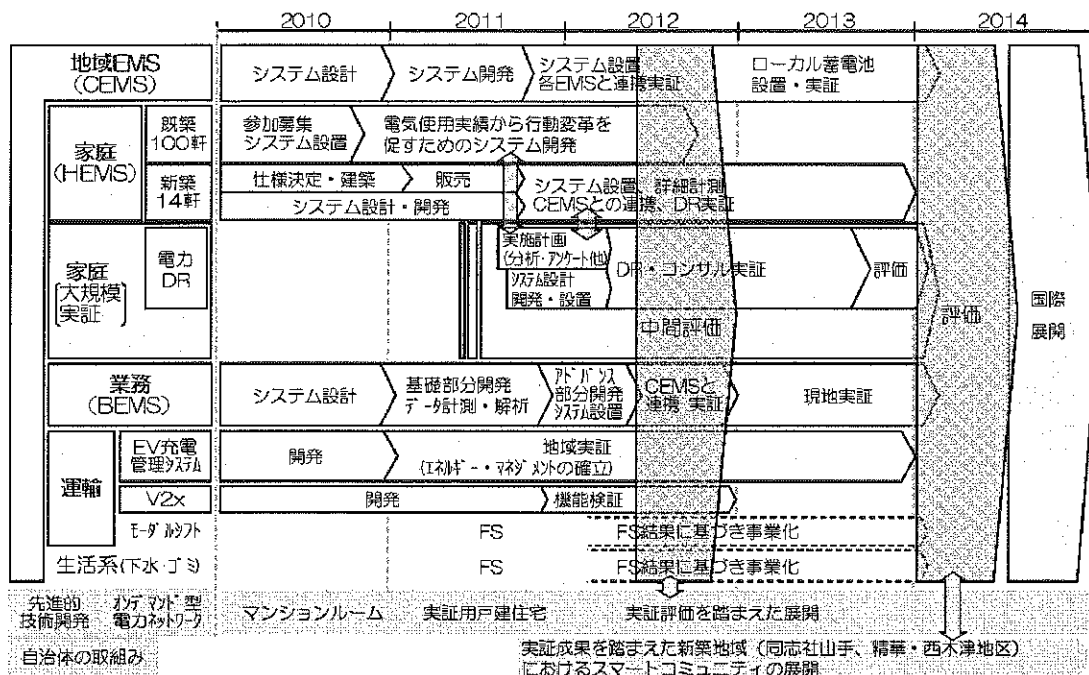 2010 2011 2012 2013 2014
地域EMS
(CEMS)
システム設計
システム開発
システム設置
各EMSと連携実証
ローカル蓄電池
設置・実証
家庭
(HEMS)
既築
100軒
参加募集
システム設置
電気使用実績から行動変革を
促すためのシステム開発
新築
14軒
仕様決定・建築
販売
システム設計・開発
システム設置、詳細計測
CEMSとの連携、DR実証
家庭
〔大規模
実証〕
電力
DR
実施計画
(分析・アンケート他)
システム設計
開発・設置
DR・コンサル実証
評価
中間評価
評価
国際
展開
業務
(BEMS)
システム設計
基礎部分開発
データ計測・解析
アドバンス
部分開発
システム設置
CEMSと
連携 実証
現地実証
運輸
EV充電
管理システム
開発
地域実証
(エネルギー・マネジメントの確立)
V2x
開発
機能検証
モーダルシフト
FS
FS結果に基づき事業化
生活系(下水・ゴミ)
FS
FS結果に基づき事業化
先進的
技術開発
オンデマンド型
電力ネットワーク
マンションルーム
実証用戸建住宅
実証評価を踏まえた展開
自治体の取組み
実証成果を踏まえた新築地域(同志社山手、精華・西木津地区)
におけるスマートコミュニティの展開